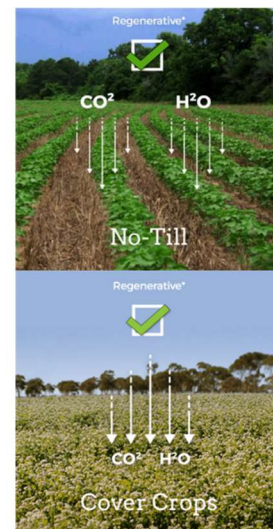 Regenerative*
CO² H²O
No-Till
Regenerative*
CO² H²O
Cover Crops